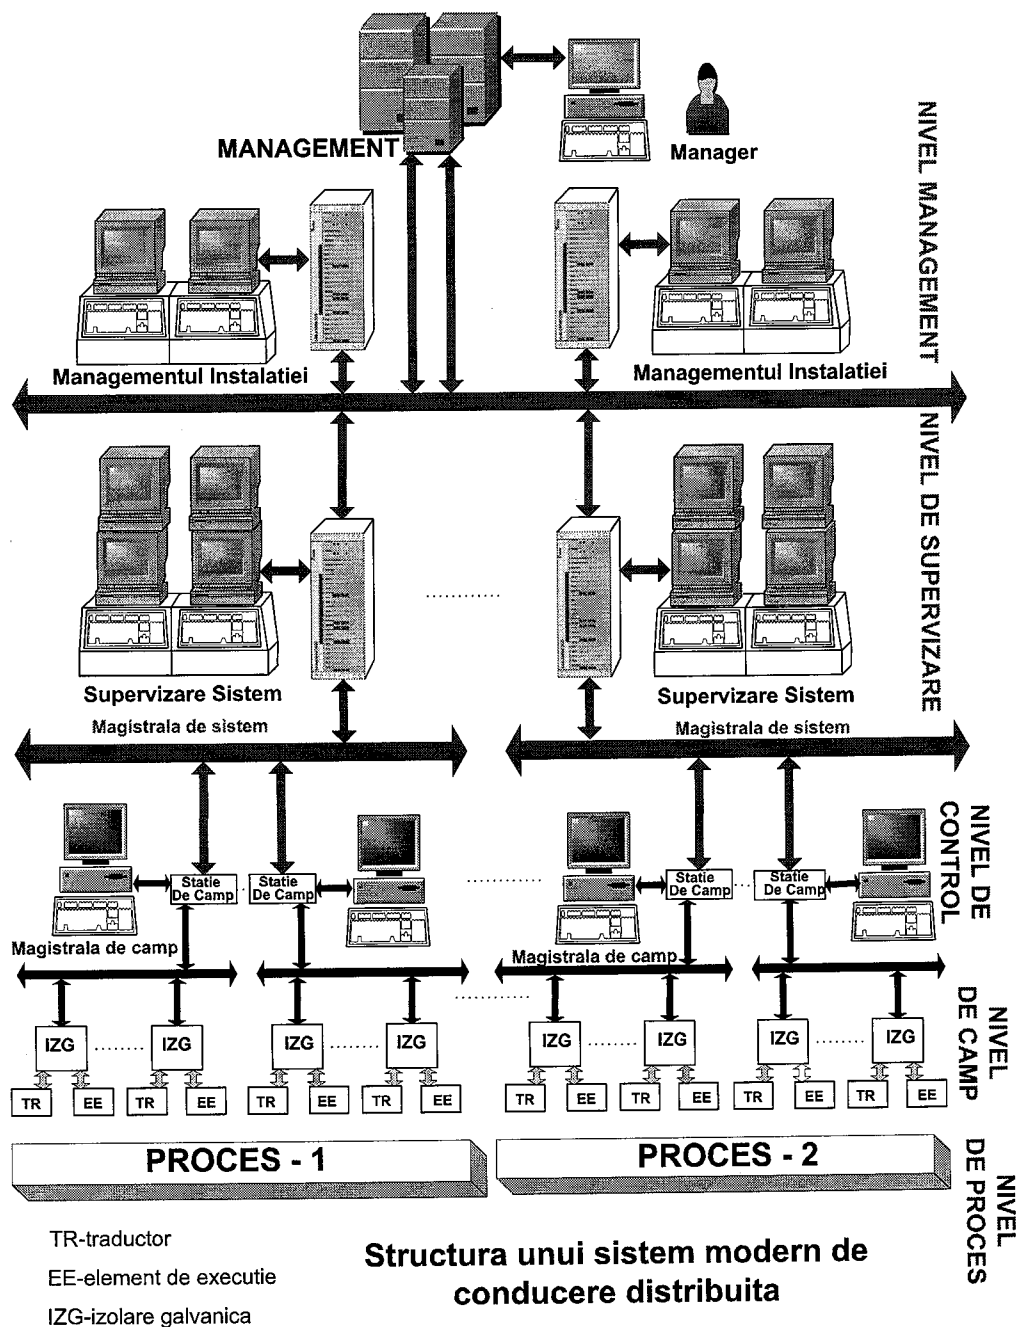 MANAGEMENT
Manager
NIVEL MANAGEMENT
Managementul Instalatiei
Managementul Instalatiei
NIVEL DE SUPERVIZARE
Supervizare Sistem
Supervizare Sistem
Magistrala de sistem
Magistrala de sistem
NIVEL DE
CONTROL
Statie
De Camp
Statie
De Camp
Statie
De Camp
Statie
De Camp
Magistrala de camp
Magistrala de camp
NIVEL
DE CAMP
IZG
IZG
IZG
IZG
IZG
IZG
IZG
IZG
TR
EE
TR
EE
TR
EE
TR
EE
TR
EE
TR
EE
TR
EE
TR
EE
PROCES - 1
PROCES - 2
NIVEL
DE PROCES
TR-traductor
EE-element de executie
IZG-izolare galvanica
Structura unui sistem modern de
conducere distribuita